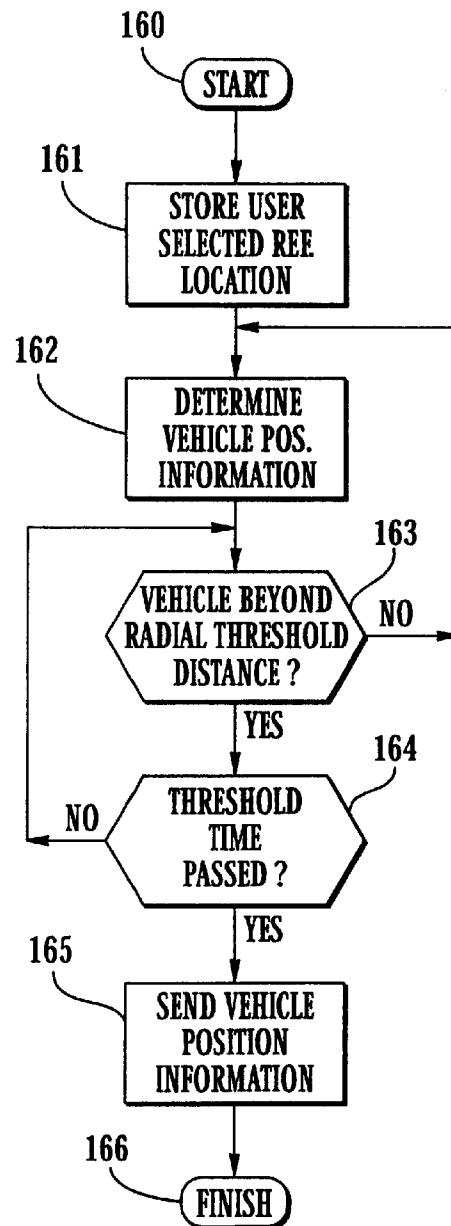 160
START
161
STORE USER
SELECTED REF.
LOCATION
162
DETERMINE
VEHICLE POS.
INFORMATION
163
VEHICLE BEYOND
RADIAL THRESHOLD
DISTANCE ?
NO
YES
164
THRESHOLD
TIME
PASSED ?
NO
YES
165
SEND VEHICLE
POSITION
INFORMATION
166
FINISH